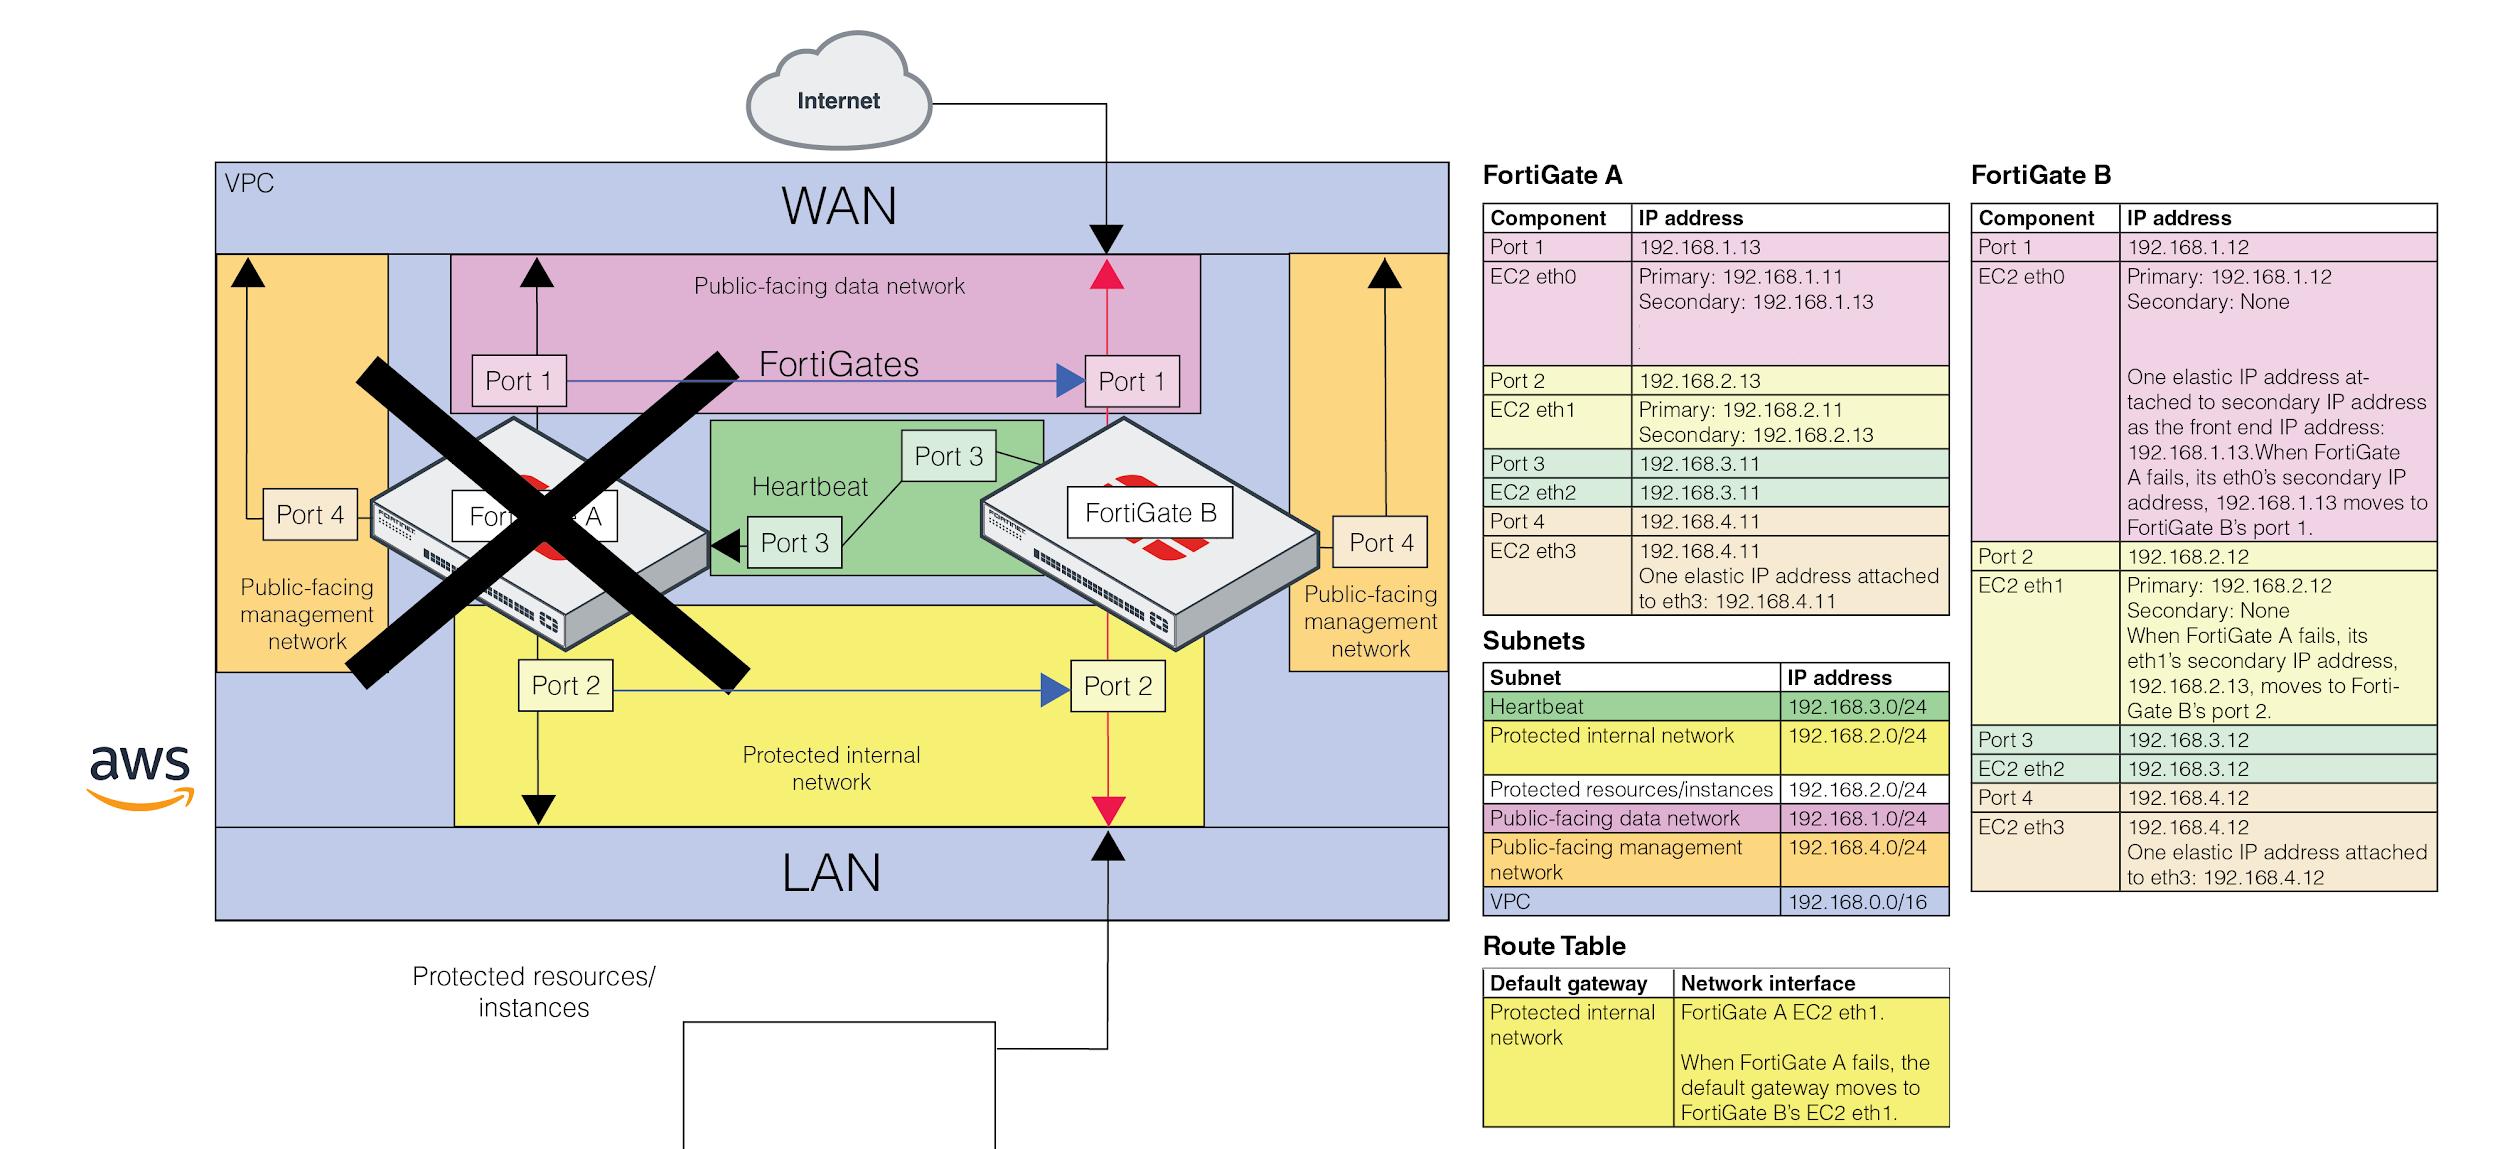 Internet
VPC
WAN
Public-facing data network
FortiGates
Port 1
Port 1
Port 3
Heartbeat
Port 3
Port 4
FORTINET
FortiGate B
FORTINET
Port 4
Public-facing
management
network
Public-facing
management
network
Port 2
Port 2
Protected internal
network
aws
LAN
Protected resources/
instances
FortiGate A
Component IP address
Port 1 192.168.1.13
EC2 eth0 Primary: 192.168.1.11
Secondary: 192.168.1.13
Port 2 192.168.2.13
EC2 eth1 Primary: 192.168.2.11
Secondary: 192.168.2.13
Port 3 192.168.3.11
EC2 eth2 192.168.3.11
Port 4 192.168.4.11
EC2 eth3 192.168.4.11
One elastic IP address attached
to eth3: 192.168.4.11
Subnets
Subnet IP address
Heartbeat 192.168.3.0/24
Protected internal network 192.168.2.0/24
Protected resources/instances 192.168.2.0/24
Public-facing data network 192.168.1.0/24
Public-facing management 192.168.4.0/24
network
VPC 192.168.0.0/16
Route Table
Default gateway Network interface
Protected internal FortiGate A EC2 eth1.
network
When FortiGate A fails, the
default gateway moves to
FortiGate B's EC2 eth1.
FortiGate B
Component IP address
Port 1 192.168.1.12
EC2 eth0 Primary: 192.168.1.12
Secondary: None
One elastic IP address at-
tached to secondary IP address
as the front end IP address:
192.168.1.13.When FortiGate
A fails, its eth0's secondary IP
address, 192.168.1.13 moves to
FortiGate B's port 1.
Port 2 192.168.2.12
EC2 eth1 Primary: 192.168.2.12
Secondary: None
When FortiGate A fails, its
eth1's secondary IP address,
192.168.2.13, moves to Forti-
Gate B's port 2.
Port 3 192.168.3.12
EC2 eth2 192.168.3.12
Port 4 192.168.4.12
EC2 eth3 192.168.4.12
One elastic IP address attached
to eth3: 192.168.4.12